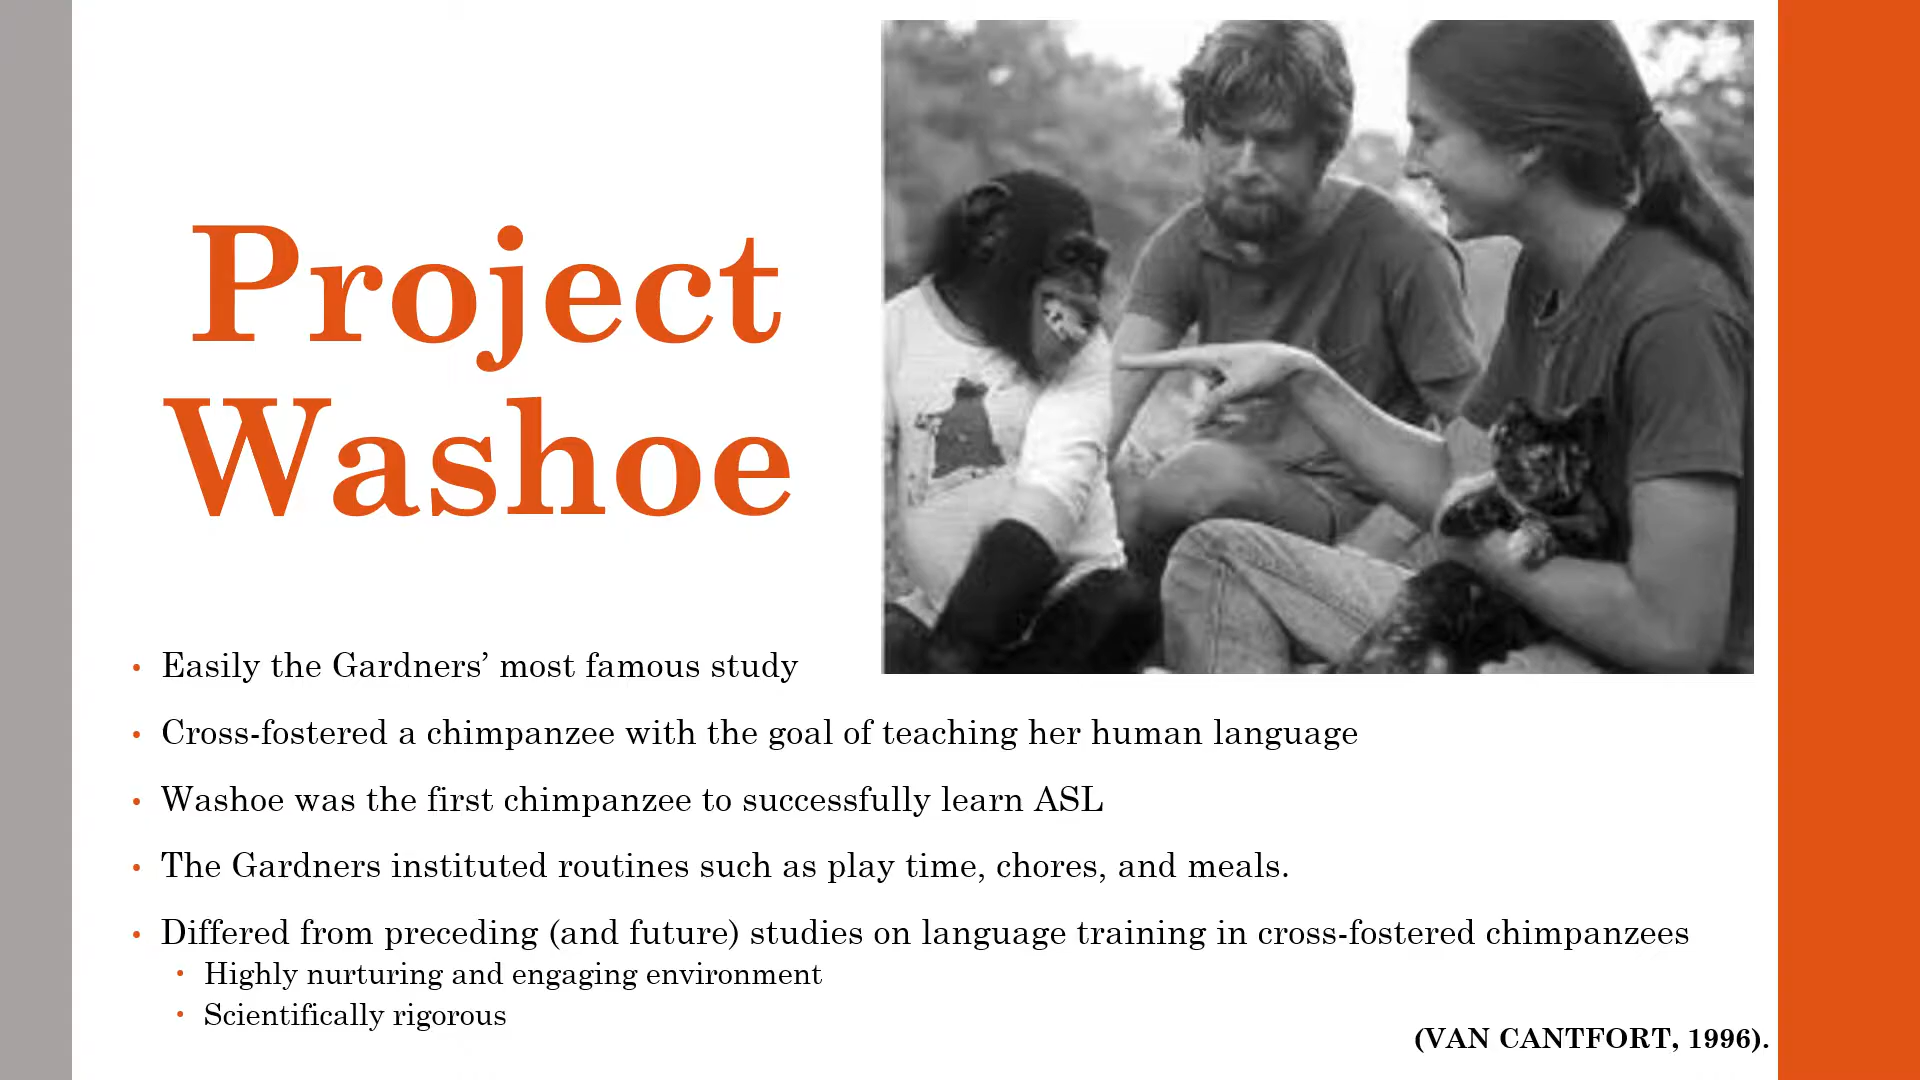 Project
Washoe
• Easily the Gardners’ most famous study
• Cross-fostered a chimpanzee with the goal of teaching her human language
• Washoe was the first chimpanzee to successfully learn ASL
• The Gardners instituted routines such as play time, chores, and meals.
• Differed from preceding (and future) studies on language training in cross-fostered chimpanzees
• Highly nurturing and engaging environment
• Scientifically rigorous
(VAN CANTFORT, 1996).